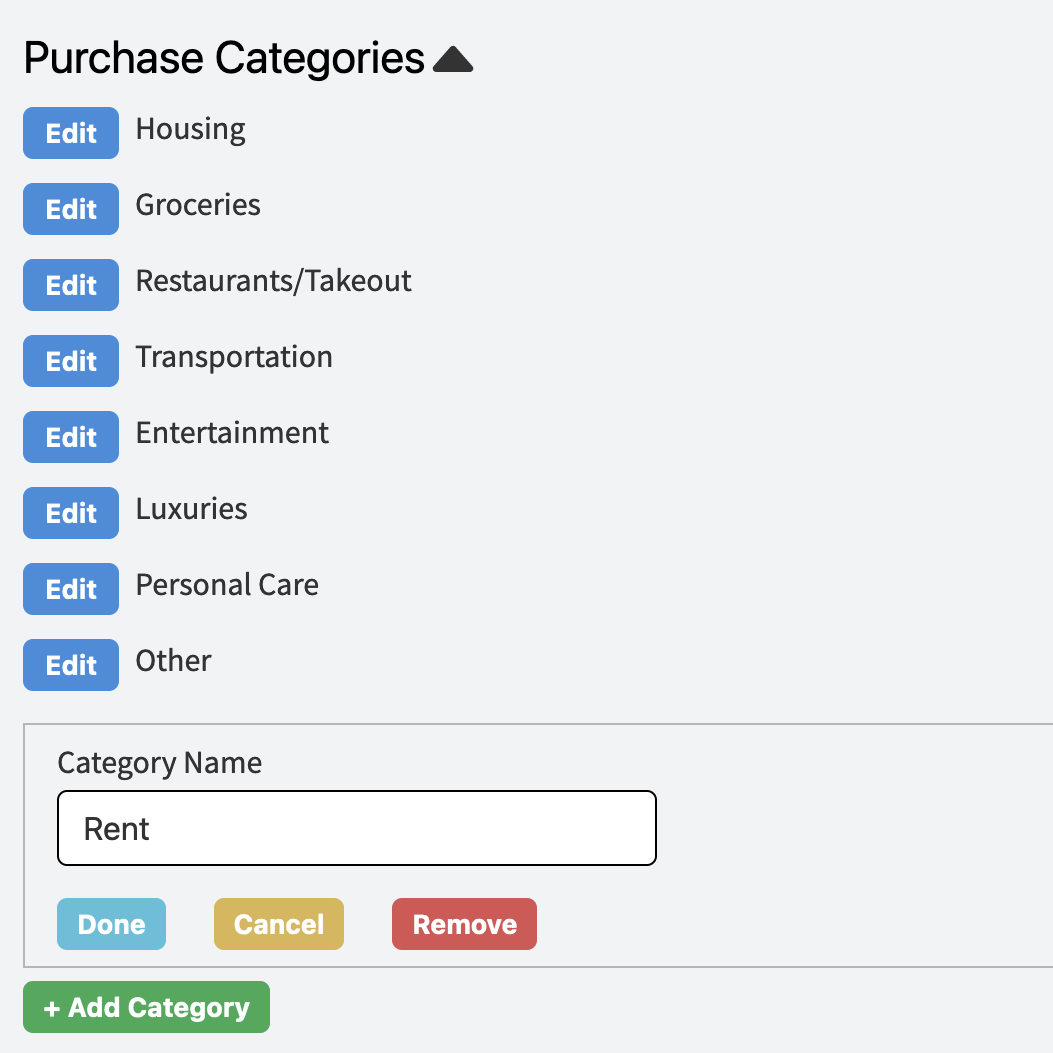 Purchase Categories
Edit Housing
Edit Groceries
Edit Restaurants/Takeout
Edit Transportation
Edit Entertainment
Edit Luxuries
Edit Personal Care
Edit Other
Category Name
Rent
Done Cancel Remove
+ Add Category